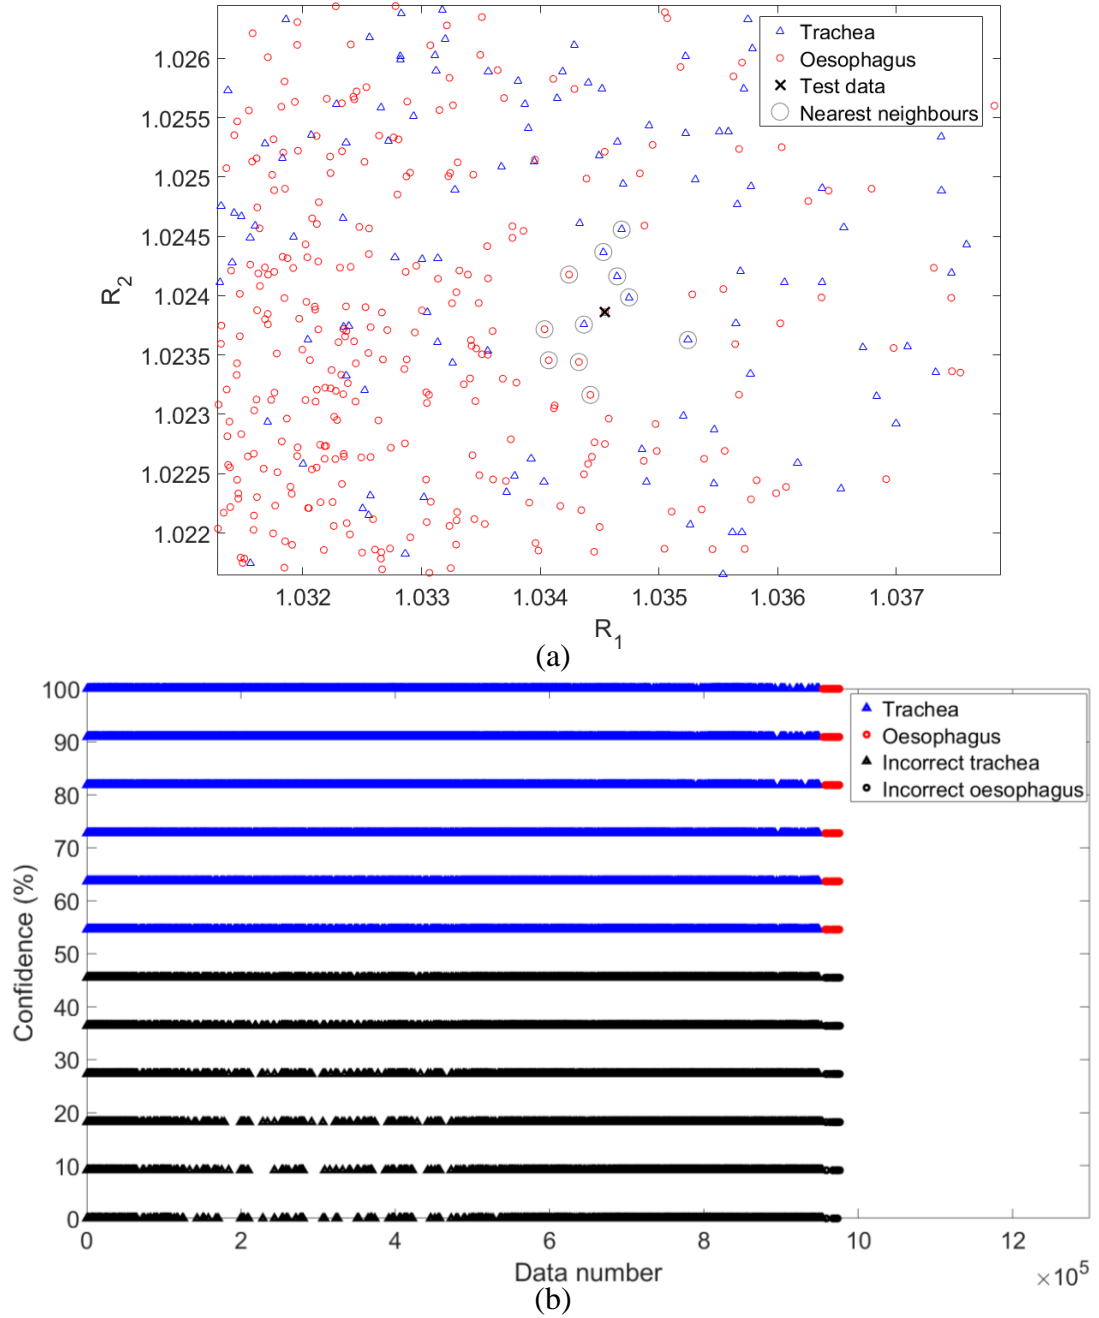 1.026
1.0255
1.025
1.0245
1.024
1.0235
1.023
1.0225
1.022
R2
Trachea
Oesophagus
Test data
Nearest neighbours
1.032 1.033 1.034 1.035 1.036 1.037
R1
(a)
100
90
80
70
60
50
40
30
20
10
0
Confidence (%)
Trachea
Oesophagus
Incorrect trachea
Incorrect oesophagus
0 2 4 6 8 10 12
Data number
×10^5
(b)